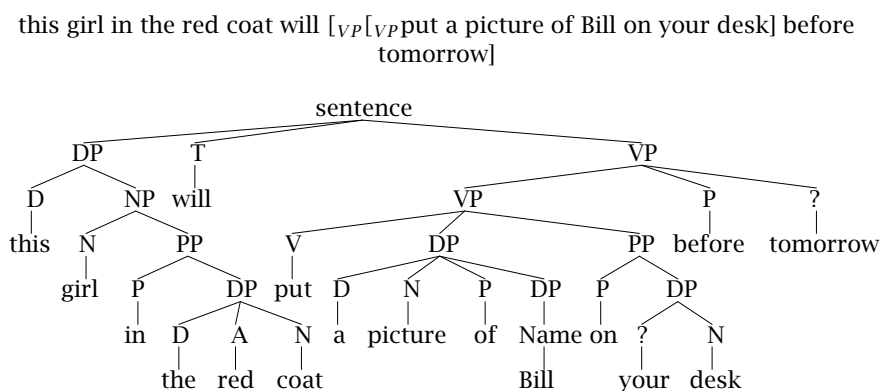 this girl in the red coat will [VP[VPput a picture of Bill on your desk] before
tomorrow]
sentence
DP T VP
D NP will VP P ?
this N PP V DP PP before tomorrow
girl P DP put D N P DP P DP
in D A N a picture of Name on ? N
the red coat Bill your desk